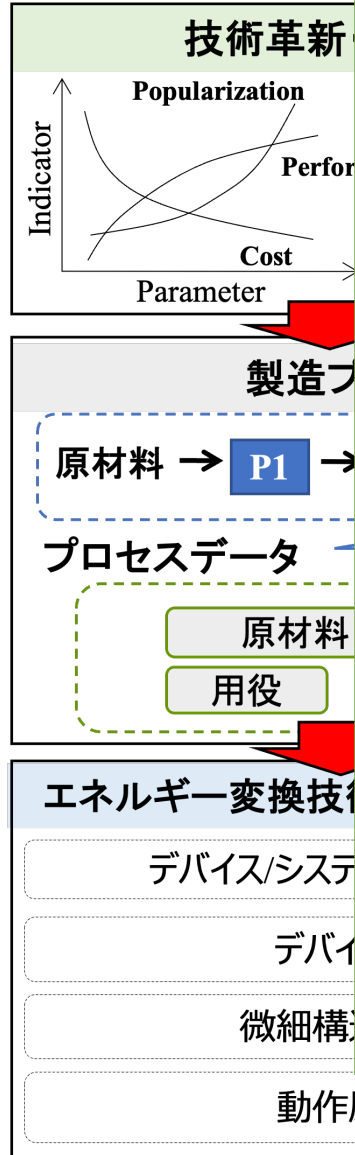 技術革新
Popularization
Indicator
Perfor
Cost
Parameter
製造プ
原材料 → P1 →
プロセスデータ
原材料
用役
エネルギー変換技
デバイス/システ
デバイ
微細構
動作